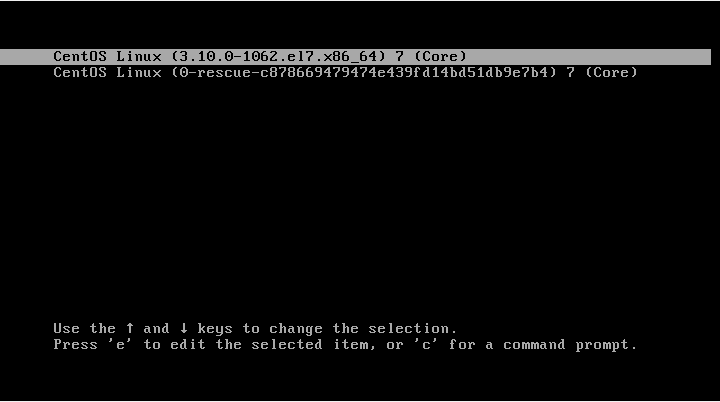 CentOS Linux (3.10.0-1062.el7.x86_64) 7 (Core)
CentOS Linux (0-rescue-c878669479474e439fd14bd51db9e7b4) 7 (Core)
Use the ↑ and ↓ keys to change the selection.
Press 'e' to edit the selected item, or 'c' for a command prompt.